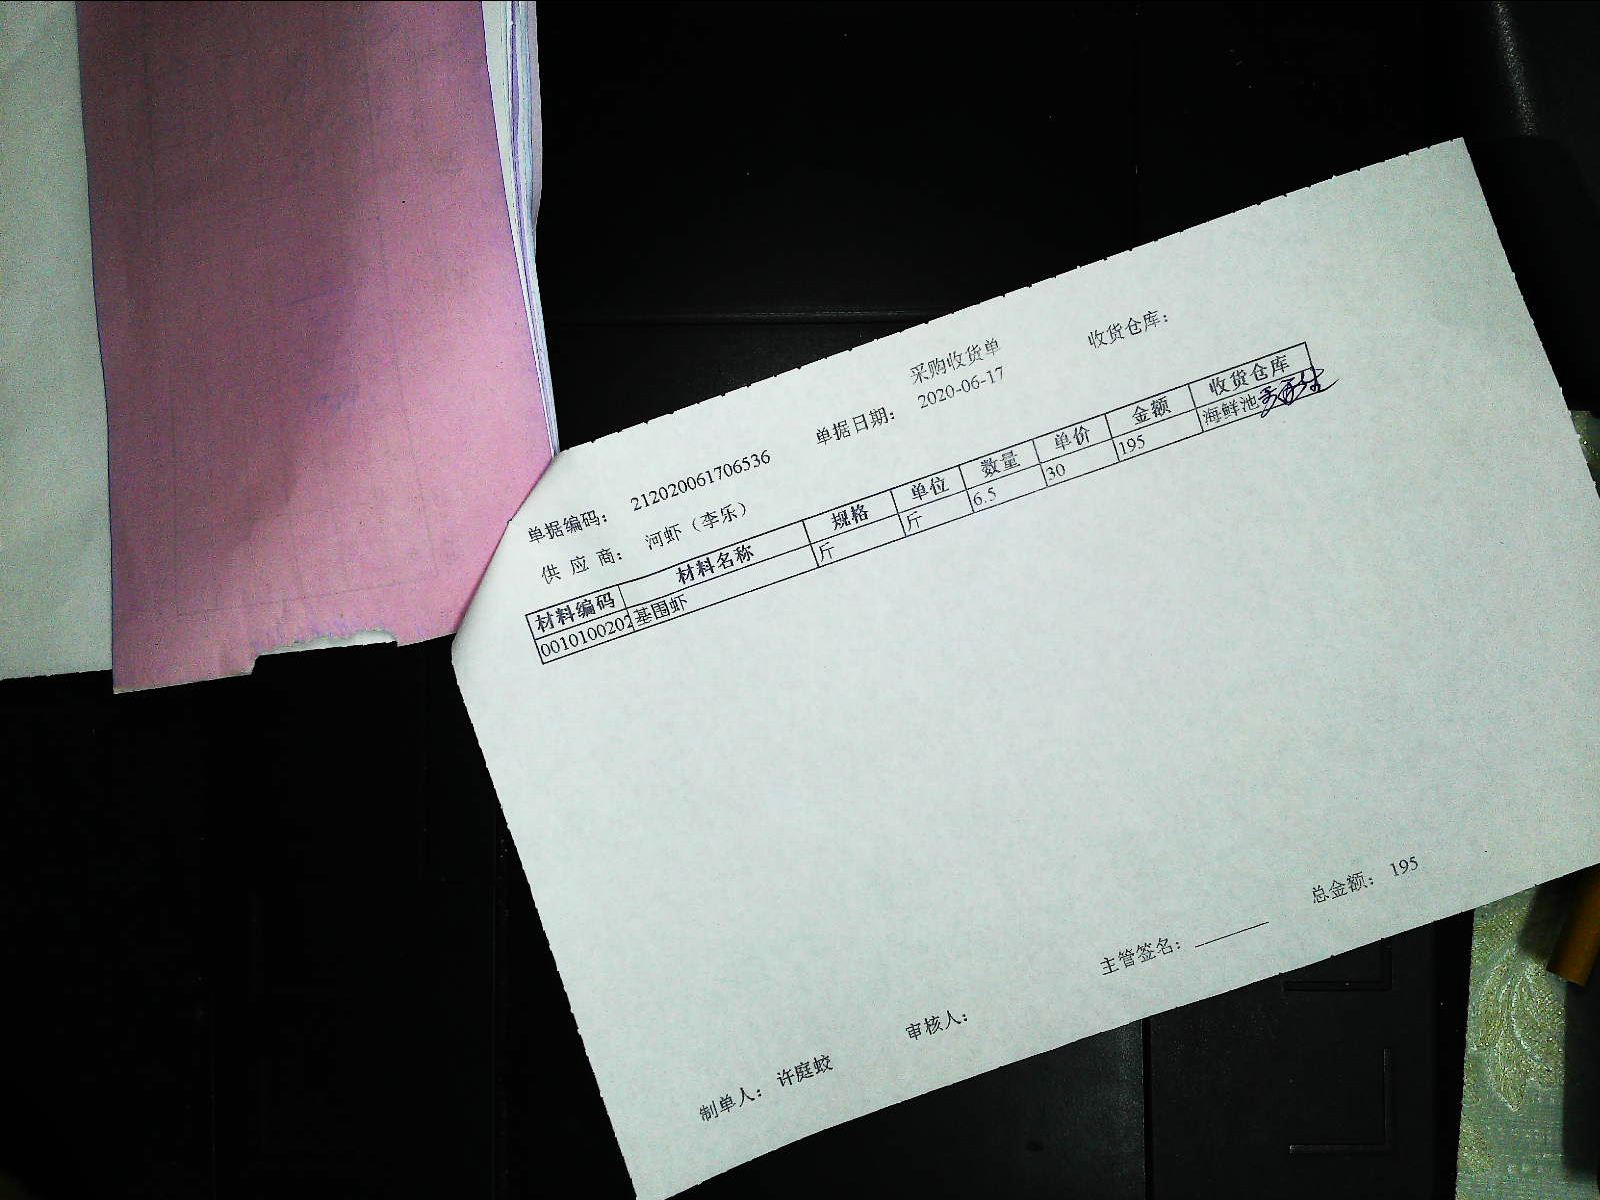 采购收货单
收货仓库：
单据编码： 212020061706536 单据日期： 2020-06-17
供 应 商： 河虾（李乐）
材料编码 材料名称 规格 单位 数量 单价 金额 收货仓库
0010100202 基围虾 斤 斤 6.5 30 195 海鲜池
总金额： 195
主管签名：
审核人：
制单人： 许庭蛟